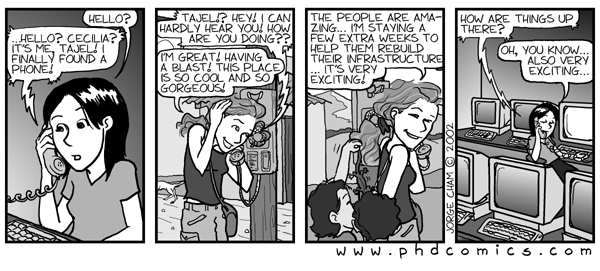 HELLO?
...HELLO? CECILIA?
IT'S ME, TAJEL! I
FINALLY FOUND A
PHONE!
TAJEL!? HEY! I CAN
HARDLY HEAR YOU! HOW
ARE YOU DOING??
I'M GREAT! HAVING
A BLAST! THIS PLACE
IS SO COOL AND SO
GORGEOUS!
THE PEOPLE ARE AMA-
ZING... I'M STAYING A
FEW EXTRA WEEKS TO
HELP THEM REBUILD
THEIR INFRASTRUCTURE
... IT'S VERY
EXCITING!
HOW ARE THINGS UP
THERE?
OH, YOU KNOW...
ALSO VERY
EXCITING...
JORGE CHAM © 2002
www.phdcomics.com